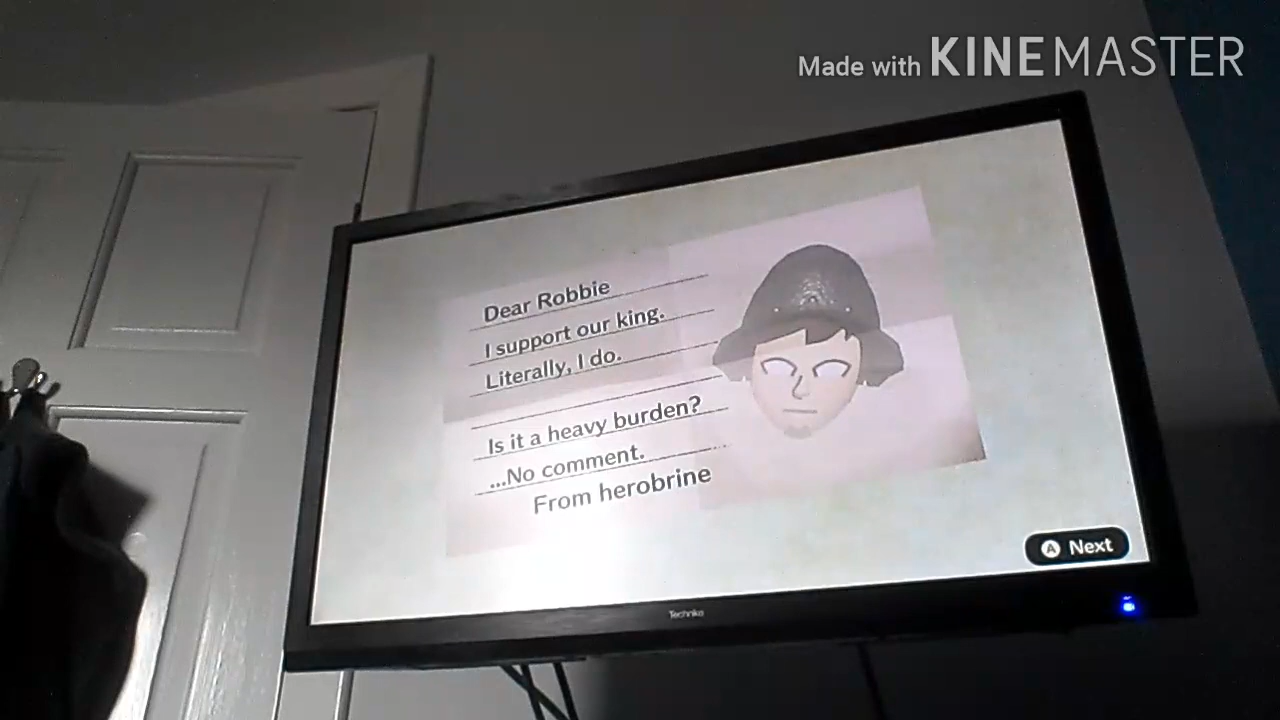 Made with KINEMASTER
Dear Robbie
I support our king.
Literally, I do.
Is it a heavy burden?
...No comment.
From herobrine
A Next
Technika